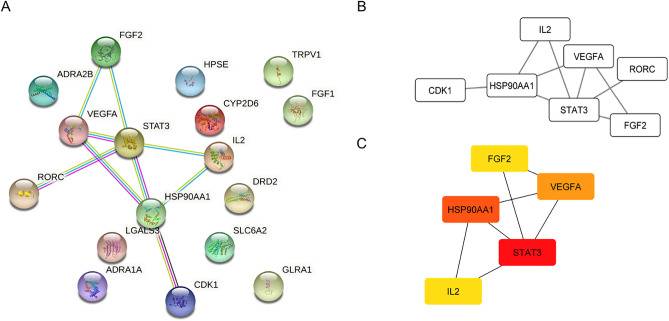 A
FGF2
ADRA2B
HPSE
TRPV1
FGF1
VEGFA
STAT3
CYP2D6
IL2
RORC
HSP90AA1
DRD2
LGALS3
SLC6A2
ADRA1A
CDK1
GLRA1
B
IL2
VEGFA
RORC
CDK1
HSP90AA1
STAT3
FGF2
C
FGF2
VEGFA
HSP90AA1
STAT3
IL2